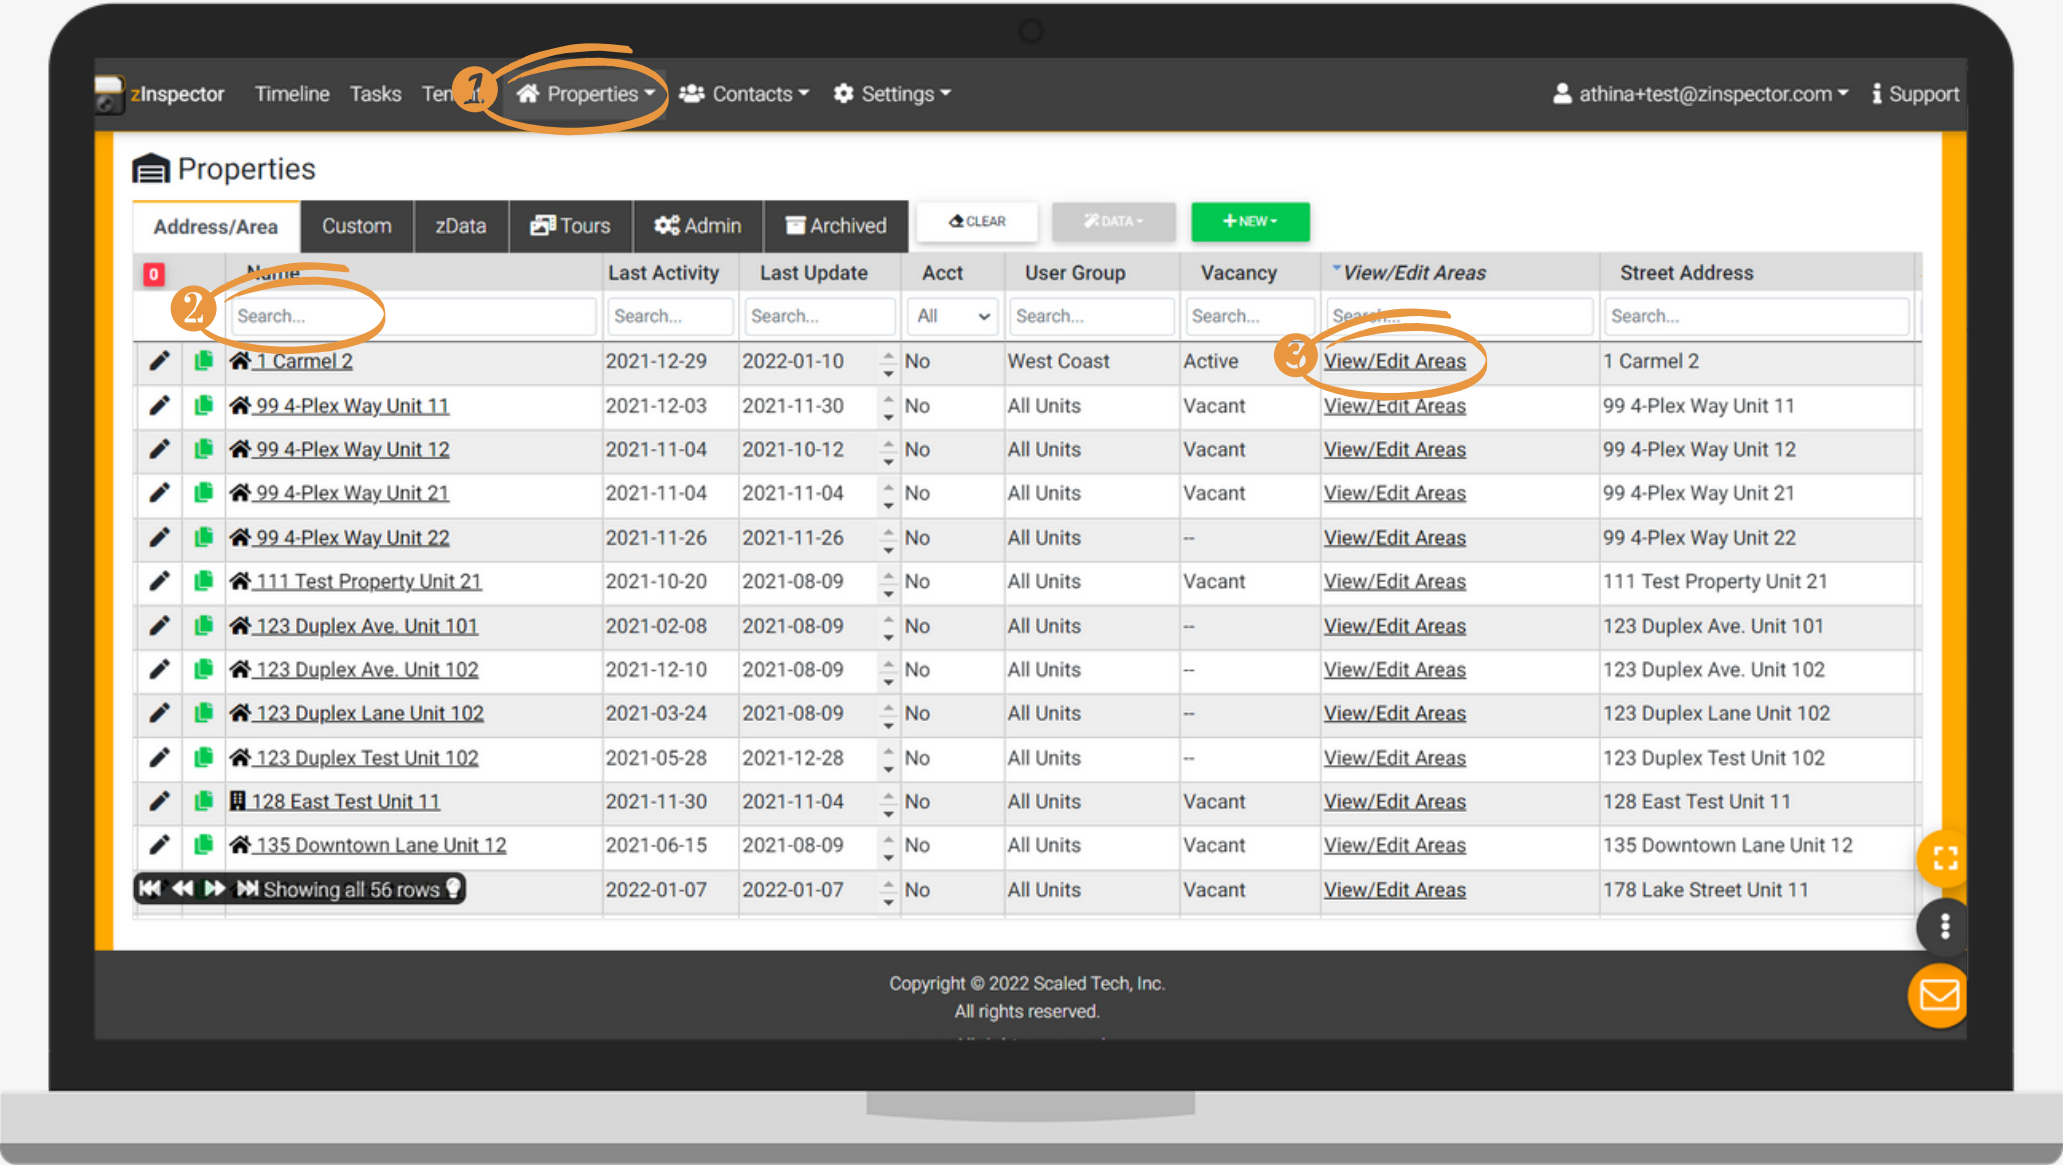 1
zInspector Timeline Tasks Properties Contacts Settings athina+test@zinspector.com Support
Properties
Address/Area Custom zData Tours Admin Archived CLEAR DATA NEW
0 Name Last Activity Last Update Acct User Group Vacancy View/Edit Areas Street Address
2 Search... Search... Search... All Search... Search... Search... Search...
1 Carmel 2 2021-12-29 2022-01-10 No West Coast Active 3 View/Edit Areas 1 Carmel 2
99 4-Plex Way Unit 11 2021-12-03 2021-11-30 No All Units Vacant View/Edit Areas 99 4-Plex Way Unit 11
99 4-Plex Way Unit 12 2021-11-04 2021-10-12 No All Units Vacant View/Edit Areas 99 4-Plex Way Unit 12
99 4-Plex Way Unit 21 2021-11-04 2021-11-04 No All Units Vacant View/Edit Areas 99 4-Plex Way Unit 21
99 4-Plex Way Unit 22 2021-11-26 2021-11-26 No All Units -- View/Edit Areas 99 4-Plex Way Unit 22
111 Test Property Unit 21 2021-10-20 2021-08-09 No All Units Vacant View/Edit Areas 111 Test Property Unit 21
123 Duplex Ave. Unit 101 2021-02-08 2021-08-09 No All Units -- View/Edit Areas 123 Duplex Ave. Unit 101
123 Duplex Ave. Unit 102 2021-12-10 2021-08-09 No All Units -- View/Edit Areas 123 Duplex Ave. Unit 102
123 Duplex Lane Unit 102 2021-03-24 2021-08-09 No All Units -- View/Edit Areas 123 Duplex Lane Unit 102
123 Duplex Test Unit 102 2021-05-28 2021-12-28 No All Units -- View/Edit Areas 123 Duplex Test Unit 102
128 East Test Unit 11 2021-11-30 2021-11-04 No All Units Vacant View/Edit Areas 128 East Test Unit 11
135 Downtown Lane Unit 12 2021-06-15 2021-08-09 No All Units Vacant View/Edit Areas 135 Downtown Lane Unit 12
Showing all 56 rows 2022-01-07 2022-01-07 No All Units Vacant View/Edit Areas 178 Lake Street Unit 11
Copyright © 2022 Scaled Tech, Inc.
All rights reserved.